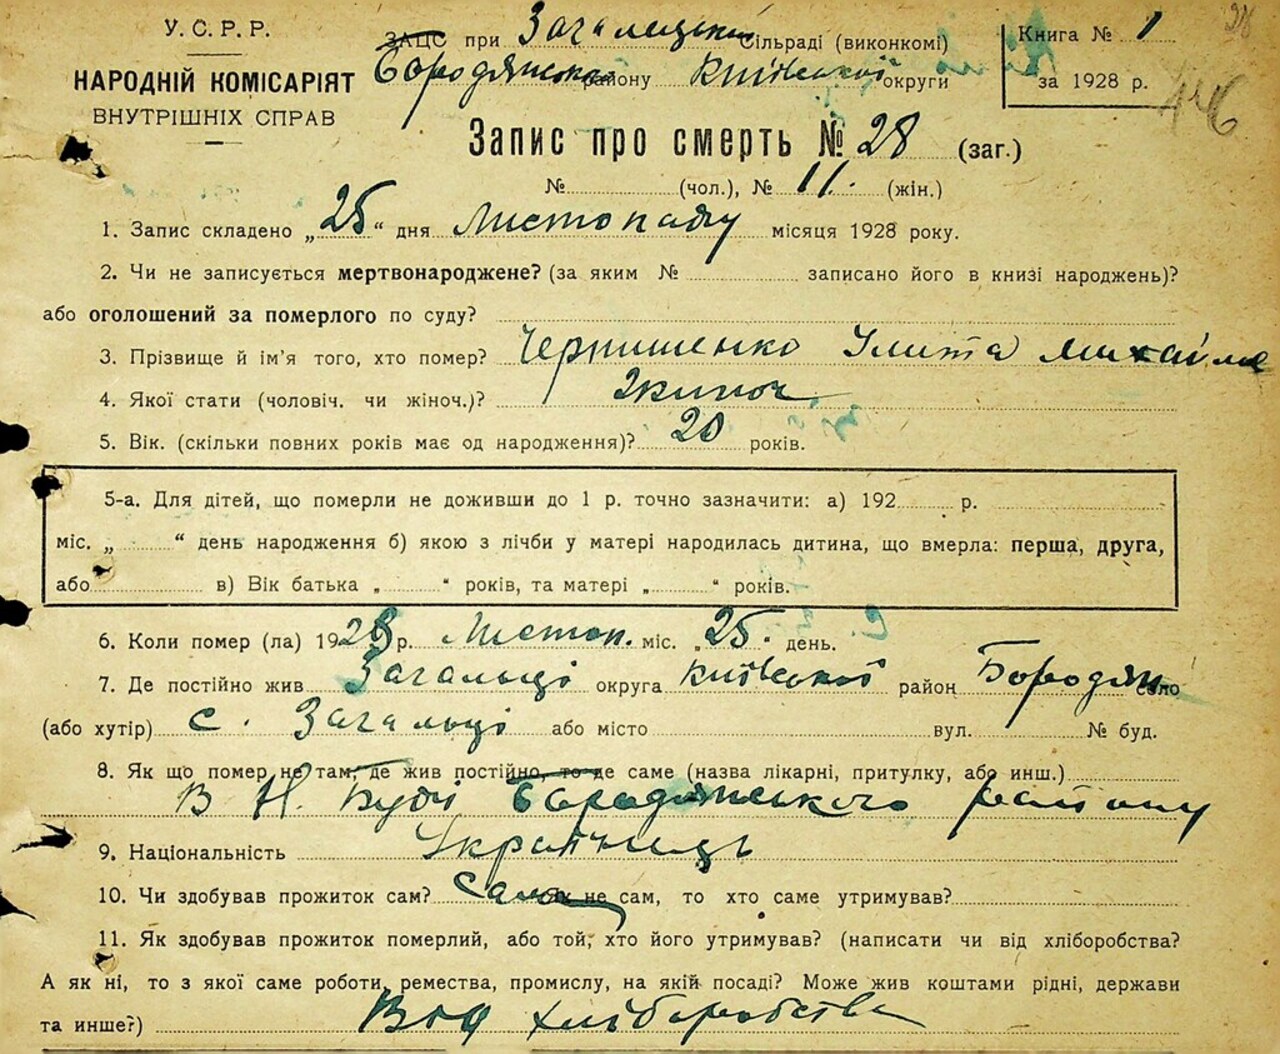 У.С.Р.Р.
НАРОДНІЙ КОМІСАРІЯТ
ВНУТРІШНІХ СПРАВ
ЗАЦС при Загалецькій Сільраді (виконкомі)
Бородянського району Київської округи
Книга № 1
за 1928 р.
28
146
Запис про смерть № 28 (заг.)
№ (чол.), № 11. (жін.)
1. Запис складено „25“ дня Листопаду місяця 1928 року.
2. Чи не записується мертвонароджене? (за яким № записано його в книзі народжень)?
або оголошений за померлого по суду?
3. Прізвище й ім'я того, хто помер? Улита
4. Якої стати (чоловіч. чи жіноч.)? жиноч.
5. Вік. (скільки повних років має од народження)? 20 років.
5-а. Для дітей, що померли не доживши до 1 р. точно зазначити: а) 192 р.
міс. „ “ день народження б) якою з лічби у матері народилась дитина, що вмерла: перша, друга,
або в) Вік батька „ “ років, та матері „ “ років.
6. Коли помер (ла) 1928 р. Листоп. міс. „25“ день.
7. Де постійно жив Загальці округа Київської район Бородян село
(або хутір) с. Загальці або місто вул. № буд.
8. Як що помер не там, де жив постійно, то де саме (назва лікарні, притулку, або инш.)
В Н. Буді Бородянського району
9. Національність
10. Чи здобував прожиток сам? Сама Як не сам, то хто саме утримував?
11. Як здобував прожиток померлий, або той, хто його утримував? (написати чи від хліборобства?
А як ні, то з якої саме роботи, ремества, промислу, на якій посаді? Може жив коштами рідні, держави
та инше?) Від хліборобства